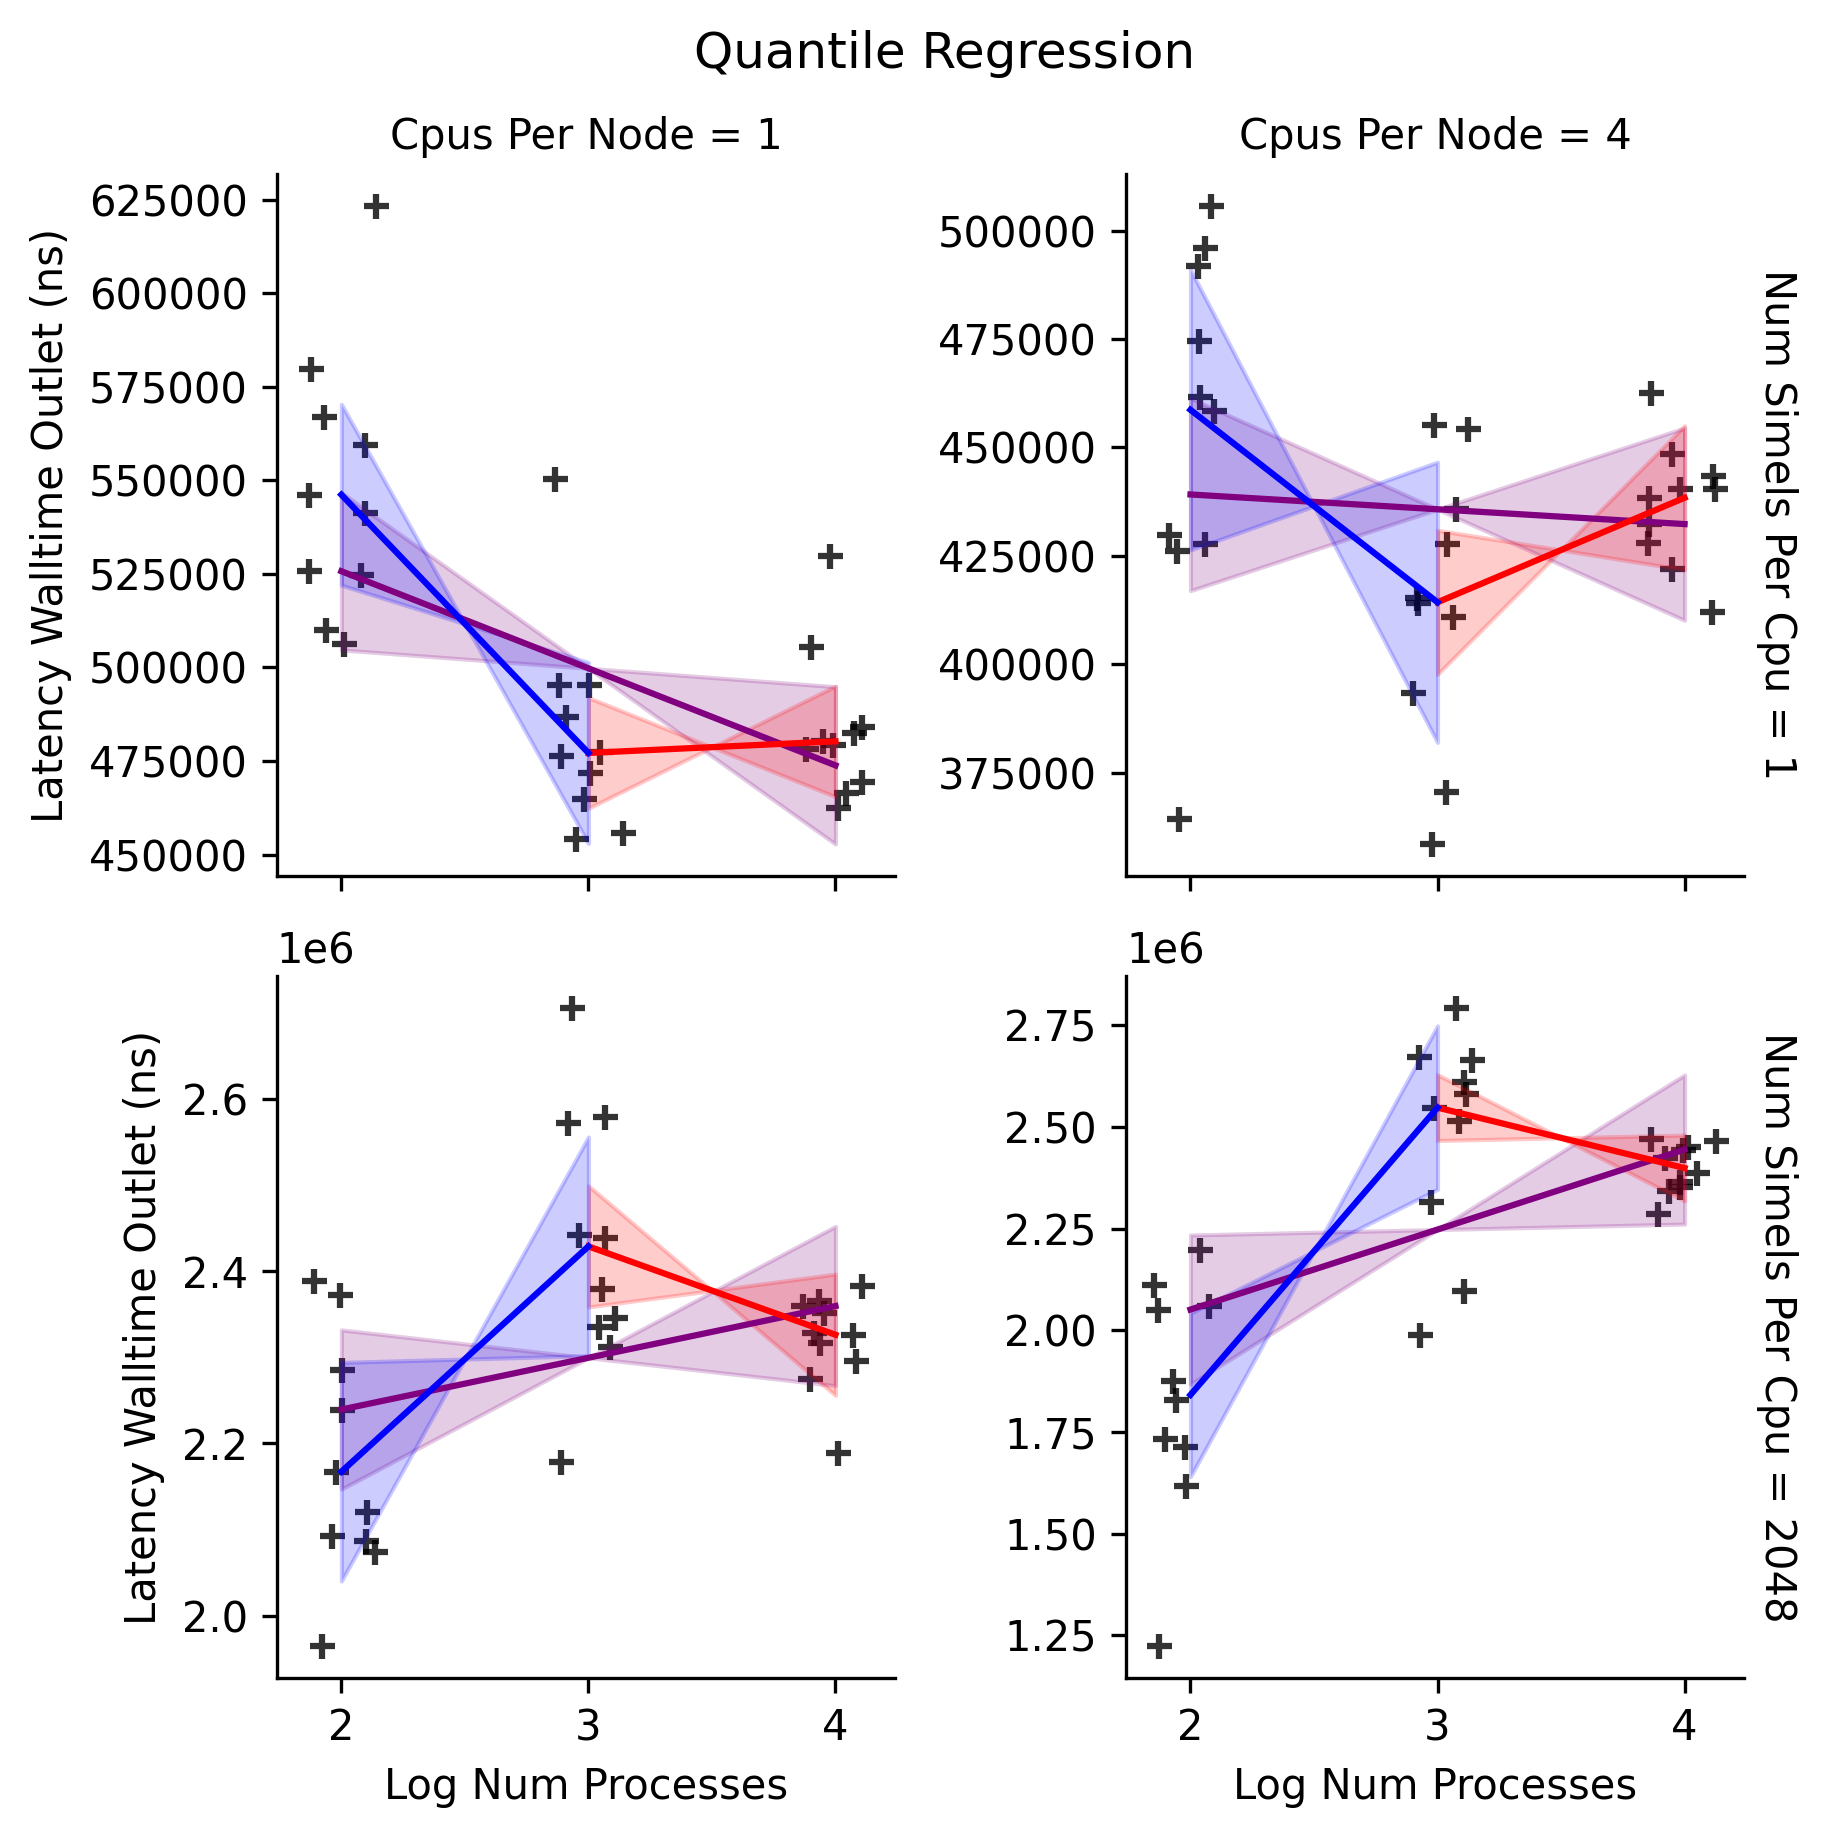 Quantile Regression
Cpus Per Node = 1
Cpus Per Node = 4
Latency Walltime Outlet (ns)
625000
600000
575000
550000
525000
500000
475000
450000
500000
475000
450000
425000
400000
375000
Num Simels Per Cpu = 1
1e6
Latency Walltime Outlet (ns)
2.6
2.4
2.2
2.0
2
3
4
Log Num Processes
1e6
2.75
2.50
2.25
2.00
1.75
1.50
1.25
2
3
4
Log Num Processes
Num Simels Per Cpu = 2048